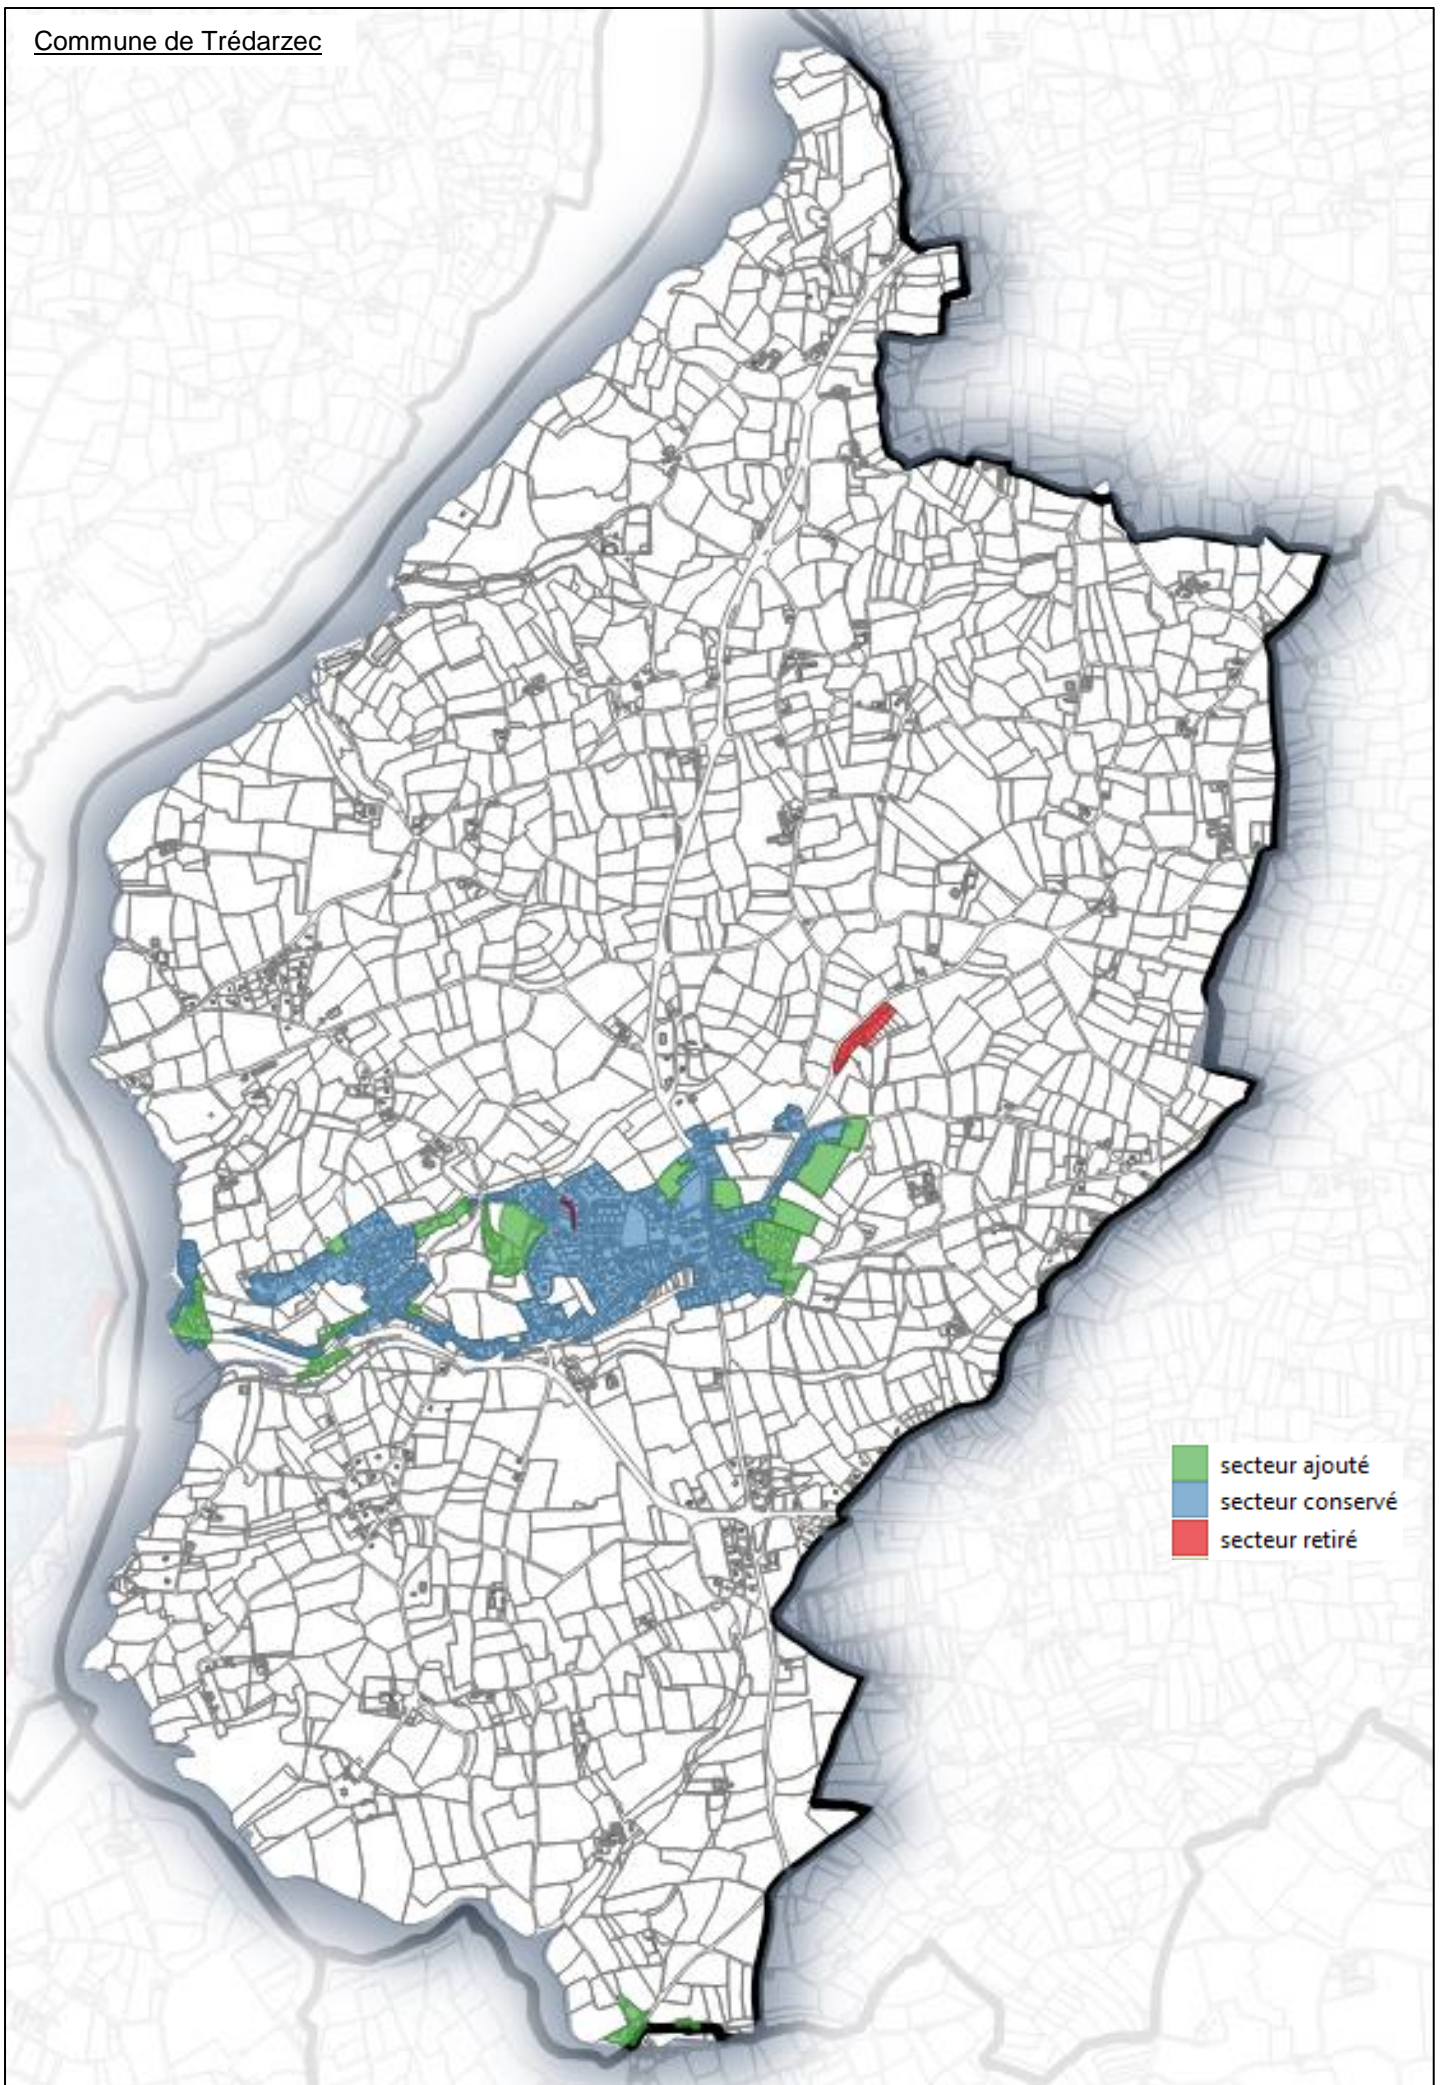 Commune de Trédarzec
secteur ajouté
secteur conservé
secteur retiré